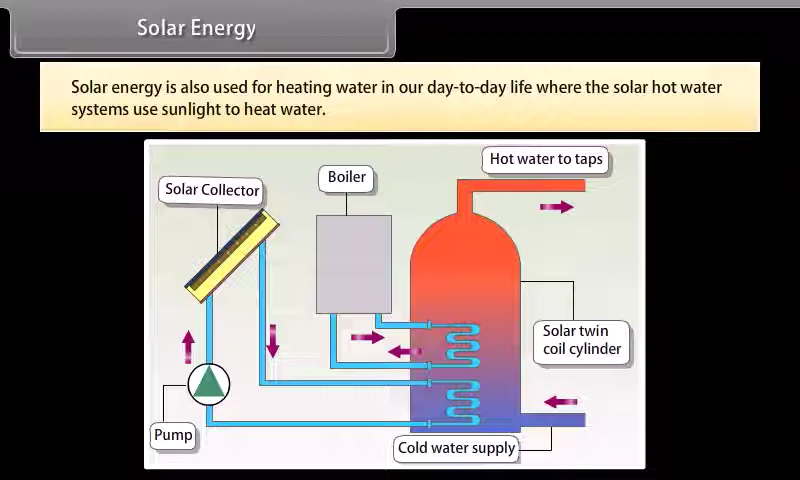 Solar Energy
Solar energy is also used for heating water in our day-to-day life where the solar hot water
systems use sunlight to heat water.
Hot water to taps
Boiler
Solar Collector
Solar twin
coil cylinder
Pump
Cold water supply